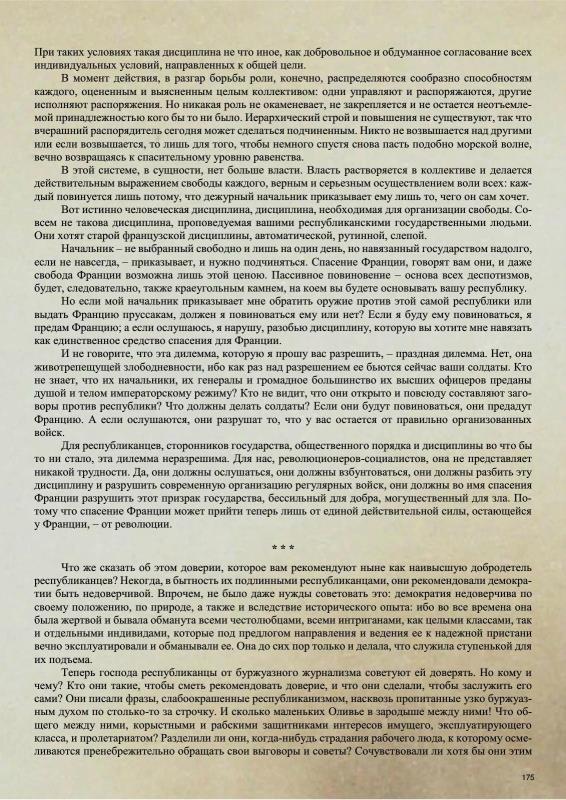 При таких условиях такая дисциплина не что иное, как добровольное и обдуманное согласование всех
индивидуальных условий, направленных к общей цели.
В момент действия, в разгар борьбы роли, конечно, распределяются сообразно способностям
каждого, оцененным и выясненным целым коллективом: одни управляют и распоряжаются, другие
исполняют распоряжения. Но никакая роль не окаменевает, не закрепляется и не остается неотъемле-
мой принадлежностью кого бы то ни было. Иерархический строй и повышения не существуют, так что
вчерашний распорядитель сегодня может сделаться подчиненным. Никто не возвышается над другими
или если возвышается, то лишь для того, чтобы немного спустя снова пасть подобно морской волне,
вечно возвращаясь к спасительному уровню равенства.
В этой системе, в сущности, нет больше власти. Власть растворяется в коллективе и делается
действительным выражением свободы каждого, верным и серьезным осуществлением воли всех: каж-
дый повинуется лишь потому, что дежурный начальник приказывает ему лишь то, чего он сам хочет.
Вот истинно человеческая дисциплина, дисциплина, необходимая для организации свободы. Со-
всем не такова дисциплина, проповедуемая вашими республиканскими государственными людьми.
Они хотят старой французской дисциплины, автоматической, рутинной, слепой.
Начальник – не выбранный свободно и лишь на один день, но навязанный государством надолго,
если не навсегда, – приказывает, и нужно подчиняться. Спасение Франции, говорят вам они, и даже
свобода Франции возможна лишь этой ценою. Пассивное повиновение – основа всех деспотизмов,
будет, следовательно, также краеугольным камнем, на коем вы будете основывать вашу республику.
Но если мой начальник приказывает мне обратить оружие против этой самой республики или
выдать Францию пруссакам, должен я повиноваться ему или нет? Если я буду ему повиноваться, я
предам Францию; а если ослушаюсь, я нарушу, разобью дисциплину, которую вы хотите мне навязать
как единственное средство спасения для Франции.
И не говорите, что эта дилемма, которую я прошу вас разрешить, – праздная дилемма. Нет, она
животрепещущей злободневности, ибо как раз над разрешением ее бьются сейчас ваши солдаты. Кто
не знает, что их начальники, их генералы и громадное большинство их высших офицеров преданы
душой и телом императорскому режиму? Кто не видит, что они открыто и повсюду составляют заго-
воры против республики? Что должны делать солдаты? Если они будут повиноваться, они предадут
Францию. А если ослушаются, они разрушат то, что у вас остается от правильно организованных
войск.
Для республиканцев, сторонников государства, общественного порядка и дисциплины во что бы
то ни стало, эта дилемма неразрешима. Для нас, революционеров-социалистов, она не представляет
никакой трудности. Да, они должны ослушаться, они должны взбунтоваться, они должны разбить эту
дисциплину и разрушить современную организацию регулярных войск, они должны во имя спасения
Франции разрушить этот призрак государства, бессильный для добра, могущественный для зла. По-
тому что спасение Франции может прийти теперь лишь от единой действительной силы, остающейся
у Франции, – от революции.
* * *
Что же сказать об этом доверии, которое вам рекомендуют ныне как наивысшую добродетель
республиканцев? Некогда, в бытность их подлинными республиканцами, они рекомендовали демокра-
тии быть недоверчивой. Впрочем, не было даже нужды советовать это: демократия недоверчива по
своему положению, по природе, а также и вследствие исторического опыта: ибо во все времена она
была жертвой и бывала обманута всеми честолюбцами, всеми интриганами, как целыми классами, так
и отдельными индивидами, которые под предлогом направления и ведения ее к надежной пристани
вечно эксплуатировали и обманывали ее. Она до сих пор только и делала, что служила ступенькой для
их подъема.
Теперь господа республиканцы от буржуазного журнализма советуют ей доверять. Но кому и
чему? Кто они такие, чтобы сметь рекомендовать доверие, и что они сделали, чтобы заслужить его
сами? Они писали фразы, слабоокрашенные республиканизмом, насквозь пропитанные узко буржуаз-
ным духом по столько-то за строчку. И сколько маленьких Оливье в зародыше между ними! Что об-
щего между ними, корыстными и рабскими защитниками интересов имущего, эксплуатирующего
класса, и пролетариатом? Разделили ли они, когда-нибудь страдания рабочего люда, к которому осме-
ливаются пренебрежительно обращать свои выговоры и советы? Сочувствовали ли хотя бы они этим
175